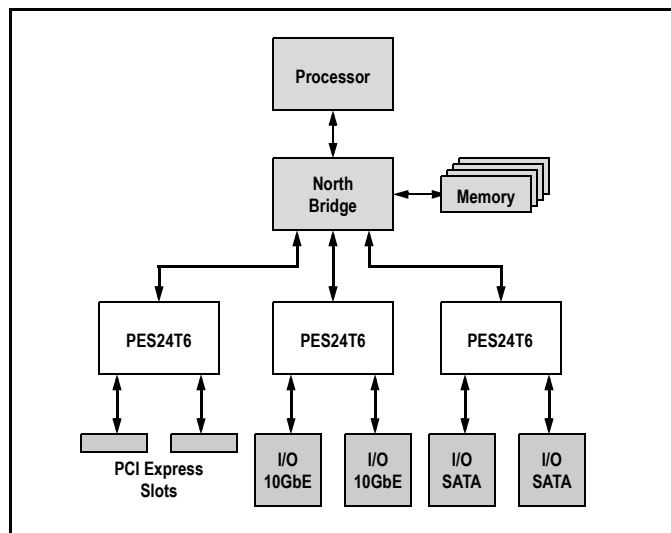 Processor
North
Bridge
Memory
PES24T6
PES24T6
PES24T6
PCI Express
Slots
I/O
10GbE
I/O
10GbE
I/O
SATA
I/O
SATA